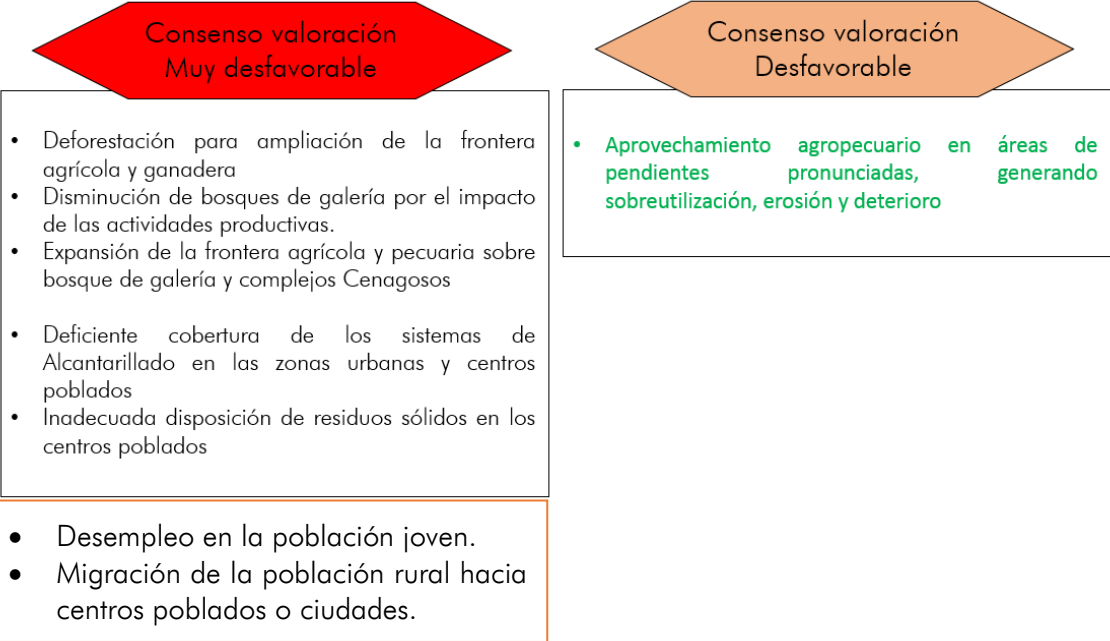 Consenso valoración
Muy desfavorable
• Deforestación para ampliación de la frontera
agrícola y ganadera
• Disminución de bosques de galería por el impacto
de las actividades productivas.
• Expansión de la frontera agrícola y pecuaria sobre
bosque de galería y complejos Cenagosos
• Deficiente cobertura de los sistemas de
Alcantarillado en las zonas urbanas y centros
poblados
• Inadecuada disposición de residuos sólidos en los
centros poblados
• Desempleo en la población joven.
• Migración de la población rural hacia
centros poblados o ciudades.
Consenso valoración
Desfavorable
• Aprovechamiento agropecuario en áreas de
pendientes pronunciadas, generando
sobreutilización, erosión y deterioro